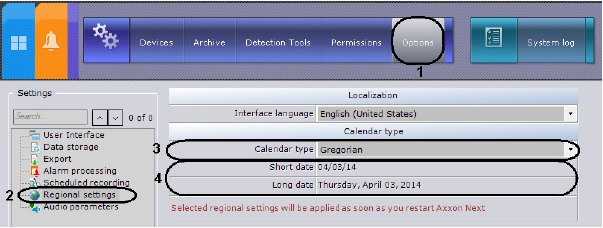 Devices Archive Detection Tools Permissions Options System log
1
Settings
Search... 0 of 0
User Interface
Data storage
Export
Alarm processing
Scheduled recording
2 Regional settings
Audio parameters
Localization
Interface language English (United States)
Calendar type
3 Calendar type Gregorian
4
Short date 04/03/14
Long date Thursday, April 03, 2014
Selected regional settings will be applied as soon as you restart Axxon Next